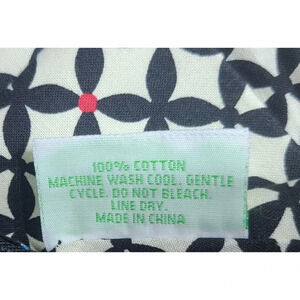 100% COTTON
MACHINE WASH COOL. GENTLE
CYCLE. DO NOT BLEACH.
LINE DRY.
MADE IN CHINA